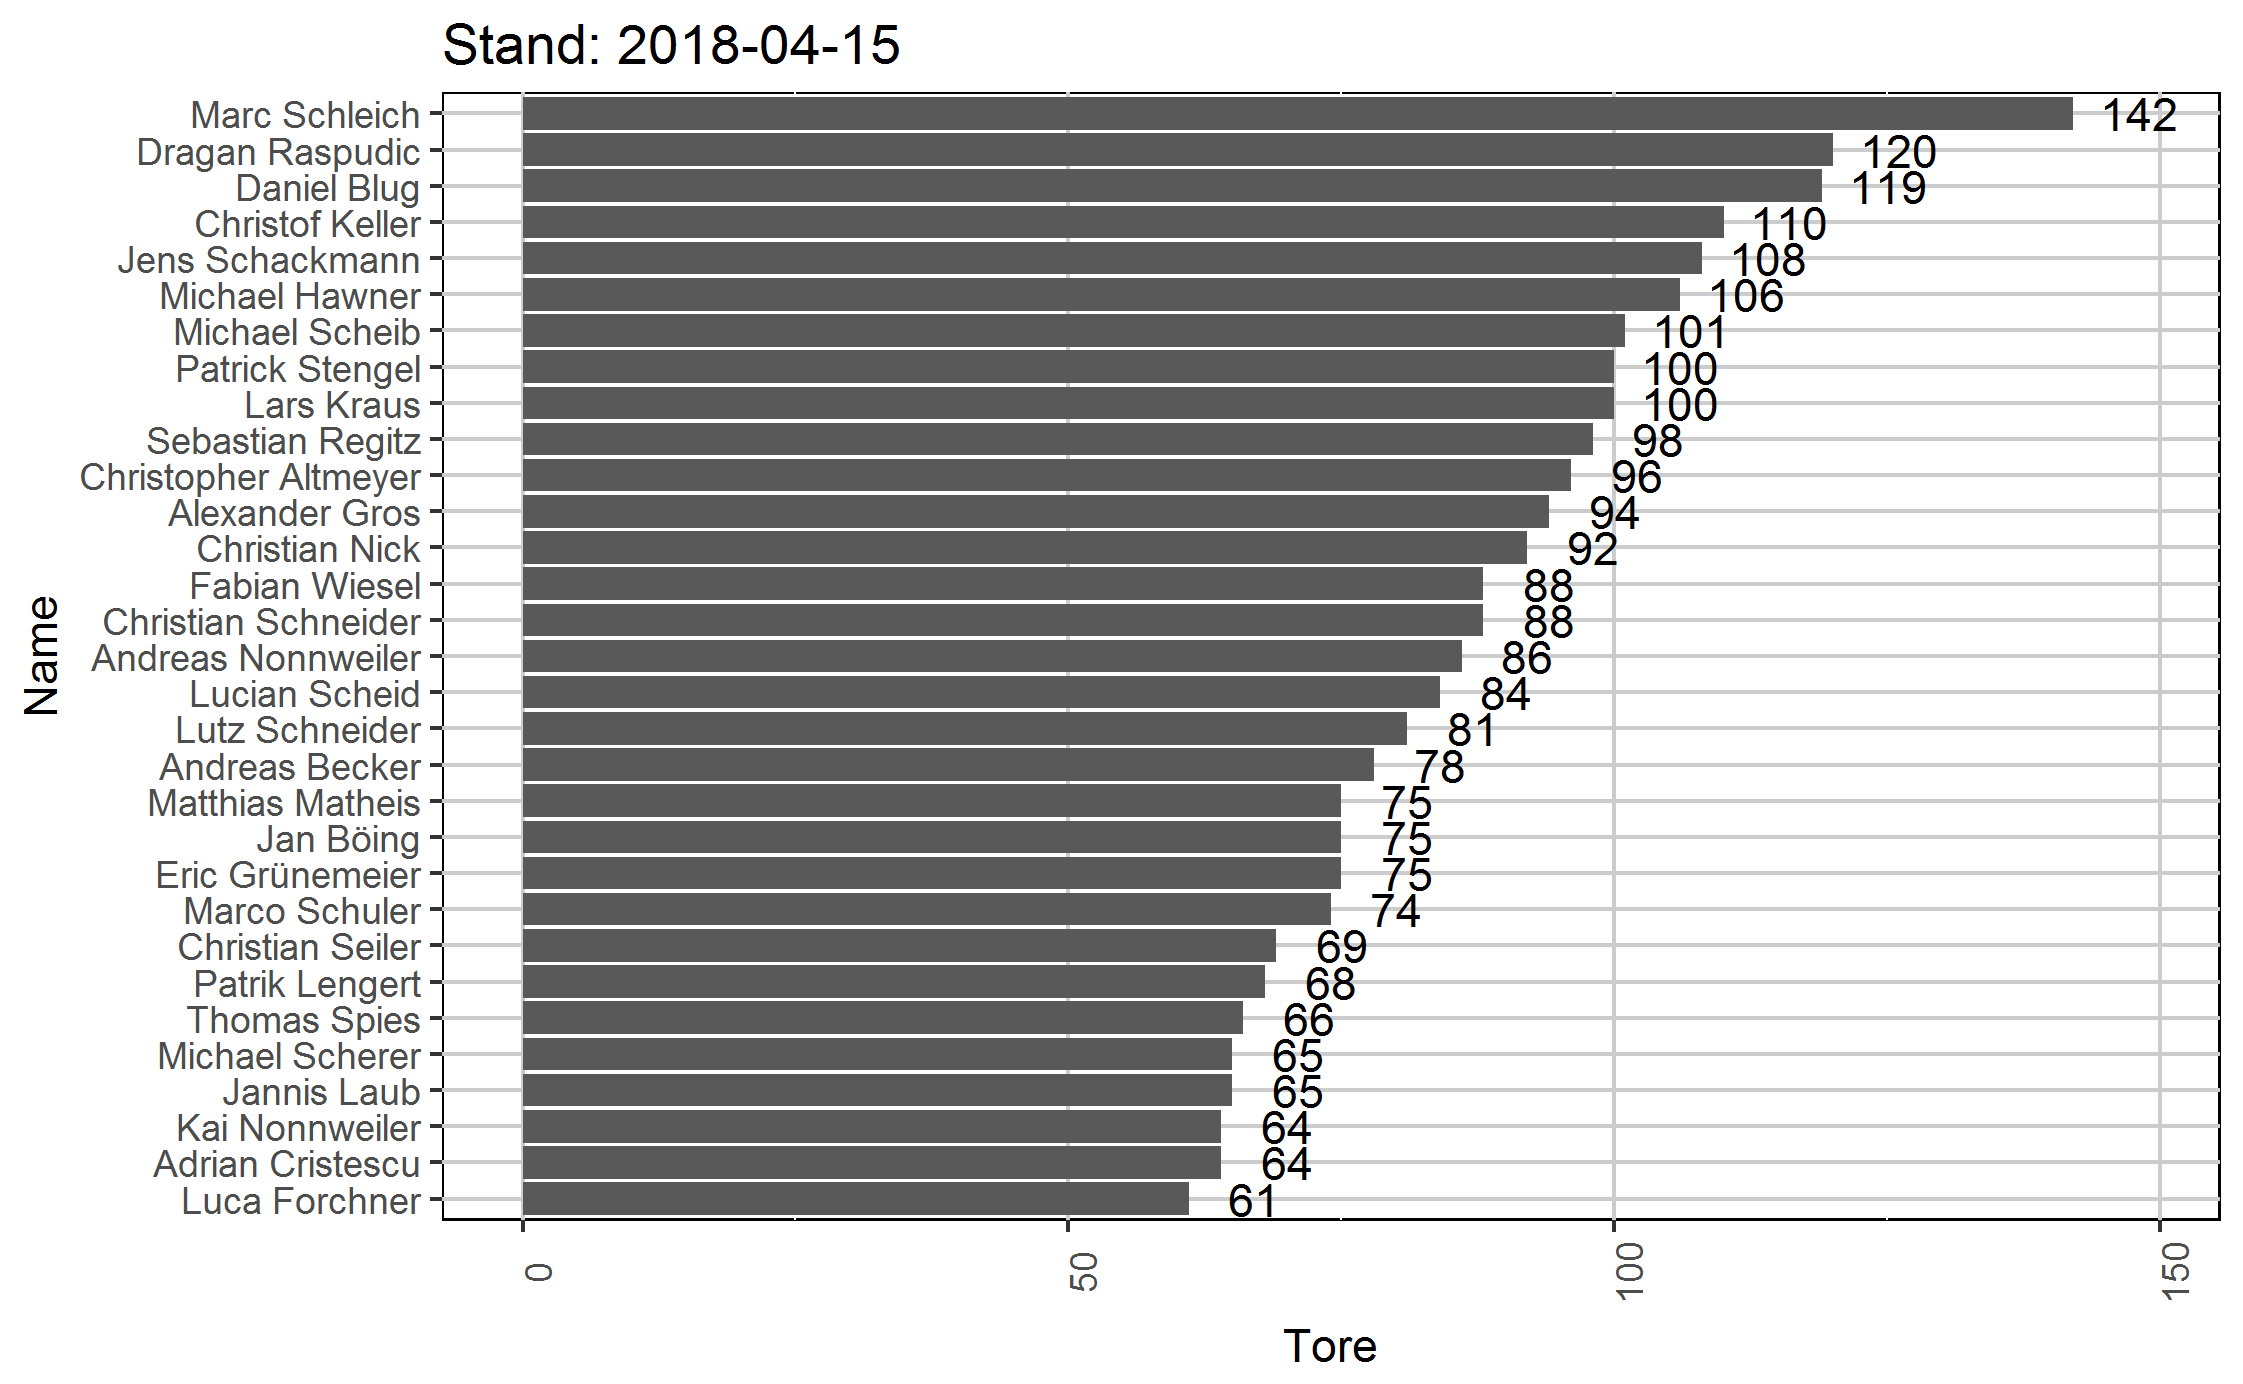 Stand: 2018-04-15
Marc Schleich 142
Dragan Raspudic 120
Daniel Blug 119
Christof Keller 110
Jens Schackmann 108
Michael Hawner 106
Michael Scheib 101
Patrick Stengel 100
Lars Kraus 100
Sebastian Regitz 98
Christopher Altmeyer 96
Alexander Gros 94
Christian Nick 92
Fabian Wiesel 88
Christian Schneider 88
Andreas Nonnweiler 86
Lucian Scheid 84
Lutz Schneider 81
Andreas Becker 78
Matthias Matheis 75
Jan Böing 75
Eric Grünemeier 75
Marco Schuler 74
Christian Seiler 69
Patrik Lengert 68
Thomas Spies 66
Michael Scherer 65
Jannis Laub 65
Kai Nonnweiler 64
Adrian Cristescu 64
Luca Forchner 61
Name
0 50 100 150
Tore